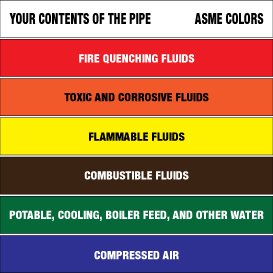 YOUR CONTENTS OF THE PIPE ASME COLORS
FIRE QUENCHING FLUIDS
TOXIC AND CORROSIVE FLUIDS
FLAMMABLE FLUIDS
COMBUSTIBLE FLUIDS
POTABLE, COOLING, BOILER FEED, AND OTHER WATER
COMPRESSED AIR